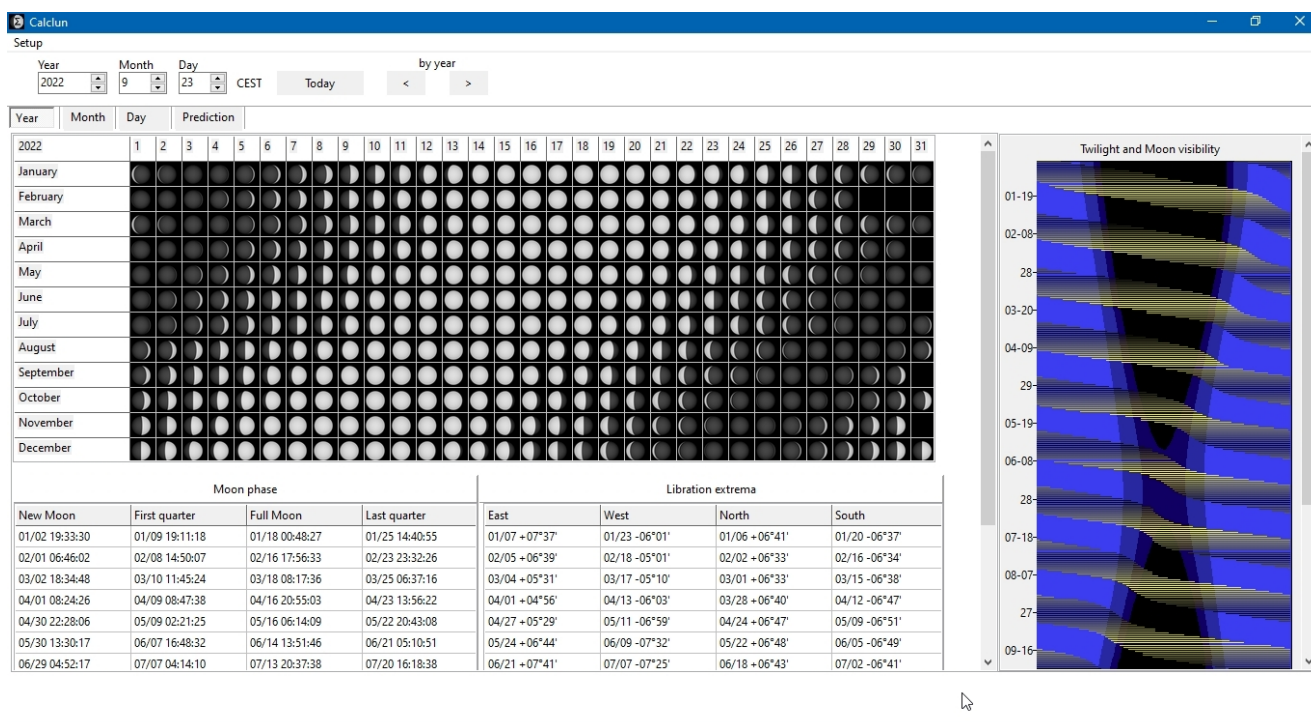 Calclun
Setup
Year Month Day by year
2022 9 23 CEST Today < >
Year Month Day Prediction
2022 1 2 3 4 5 6 7 8 9 10 11 12 13 14 15 16 17 18 19 20 21 22 23 24 25 26 27 28 29 30 31
January
February
March
April
May
June
July
August
September
October
November
December
Moon phase
New Moon First quarter Full Moon Last quarter
01/02 19:33:30 01/09 19:11:18 01/18 00:48:27 01/25 14:40:55
02/01 06:46:02 02/08 14:50:07 02/16 17:56:33 02/23 23:32:26
03/02 18:34:48 03/10 11:45:24 03/18 08:17:36 03/25 06:37:16
04/01 08:24:26 04/09 08:47:38 04/16 20:55:03 04/23 13:56:22
04/30 22:28:06 05/09 02:21:25 05/16 06:14:09 05/22 20:43:08
05/30 13:30:17 06/07 16:48:32 06/14 13:51:46 06/21 05:10:51
06/29 04:52:17 07/07 04:14:10 07/13 20:37:38 07/20 16:18:38
Libration extrema
East West North South
01/07 +07°37' 01/23 -06°01' 01/06 +06°41' 01/20 -06°37'
02/05 +06°39' 02/18 -05°01' 02/02 +06°33' 02/16 -06°34'
03/04 +05°31' 03/17 -05°10' 03/01 +06°33' 03/15 -06°38'
04/01 +04°56' 04/13 -06°03' 03/28 +06°40' 04/12 -06°47'
04/27 +05°29' 05/11 -06°59' 04/24 +06°47' 05/09 -06°51'
05/24 +06°44' 06/09 -07°32' 05/22 +06°48' 06/05 -06°49'
06/21 +07°41' 07/07 -07°25' 06/18 +06°43' 07/02 -06°41'
Twilight and Moon visibility
01-19
02-08
28
03-20
04-09
29
05-19
06-08
28
07-18
08-07
27
09-16